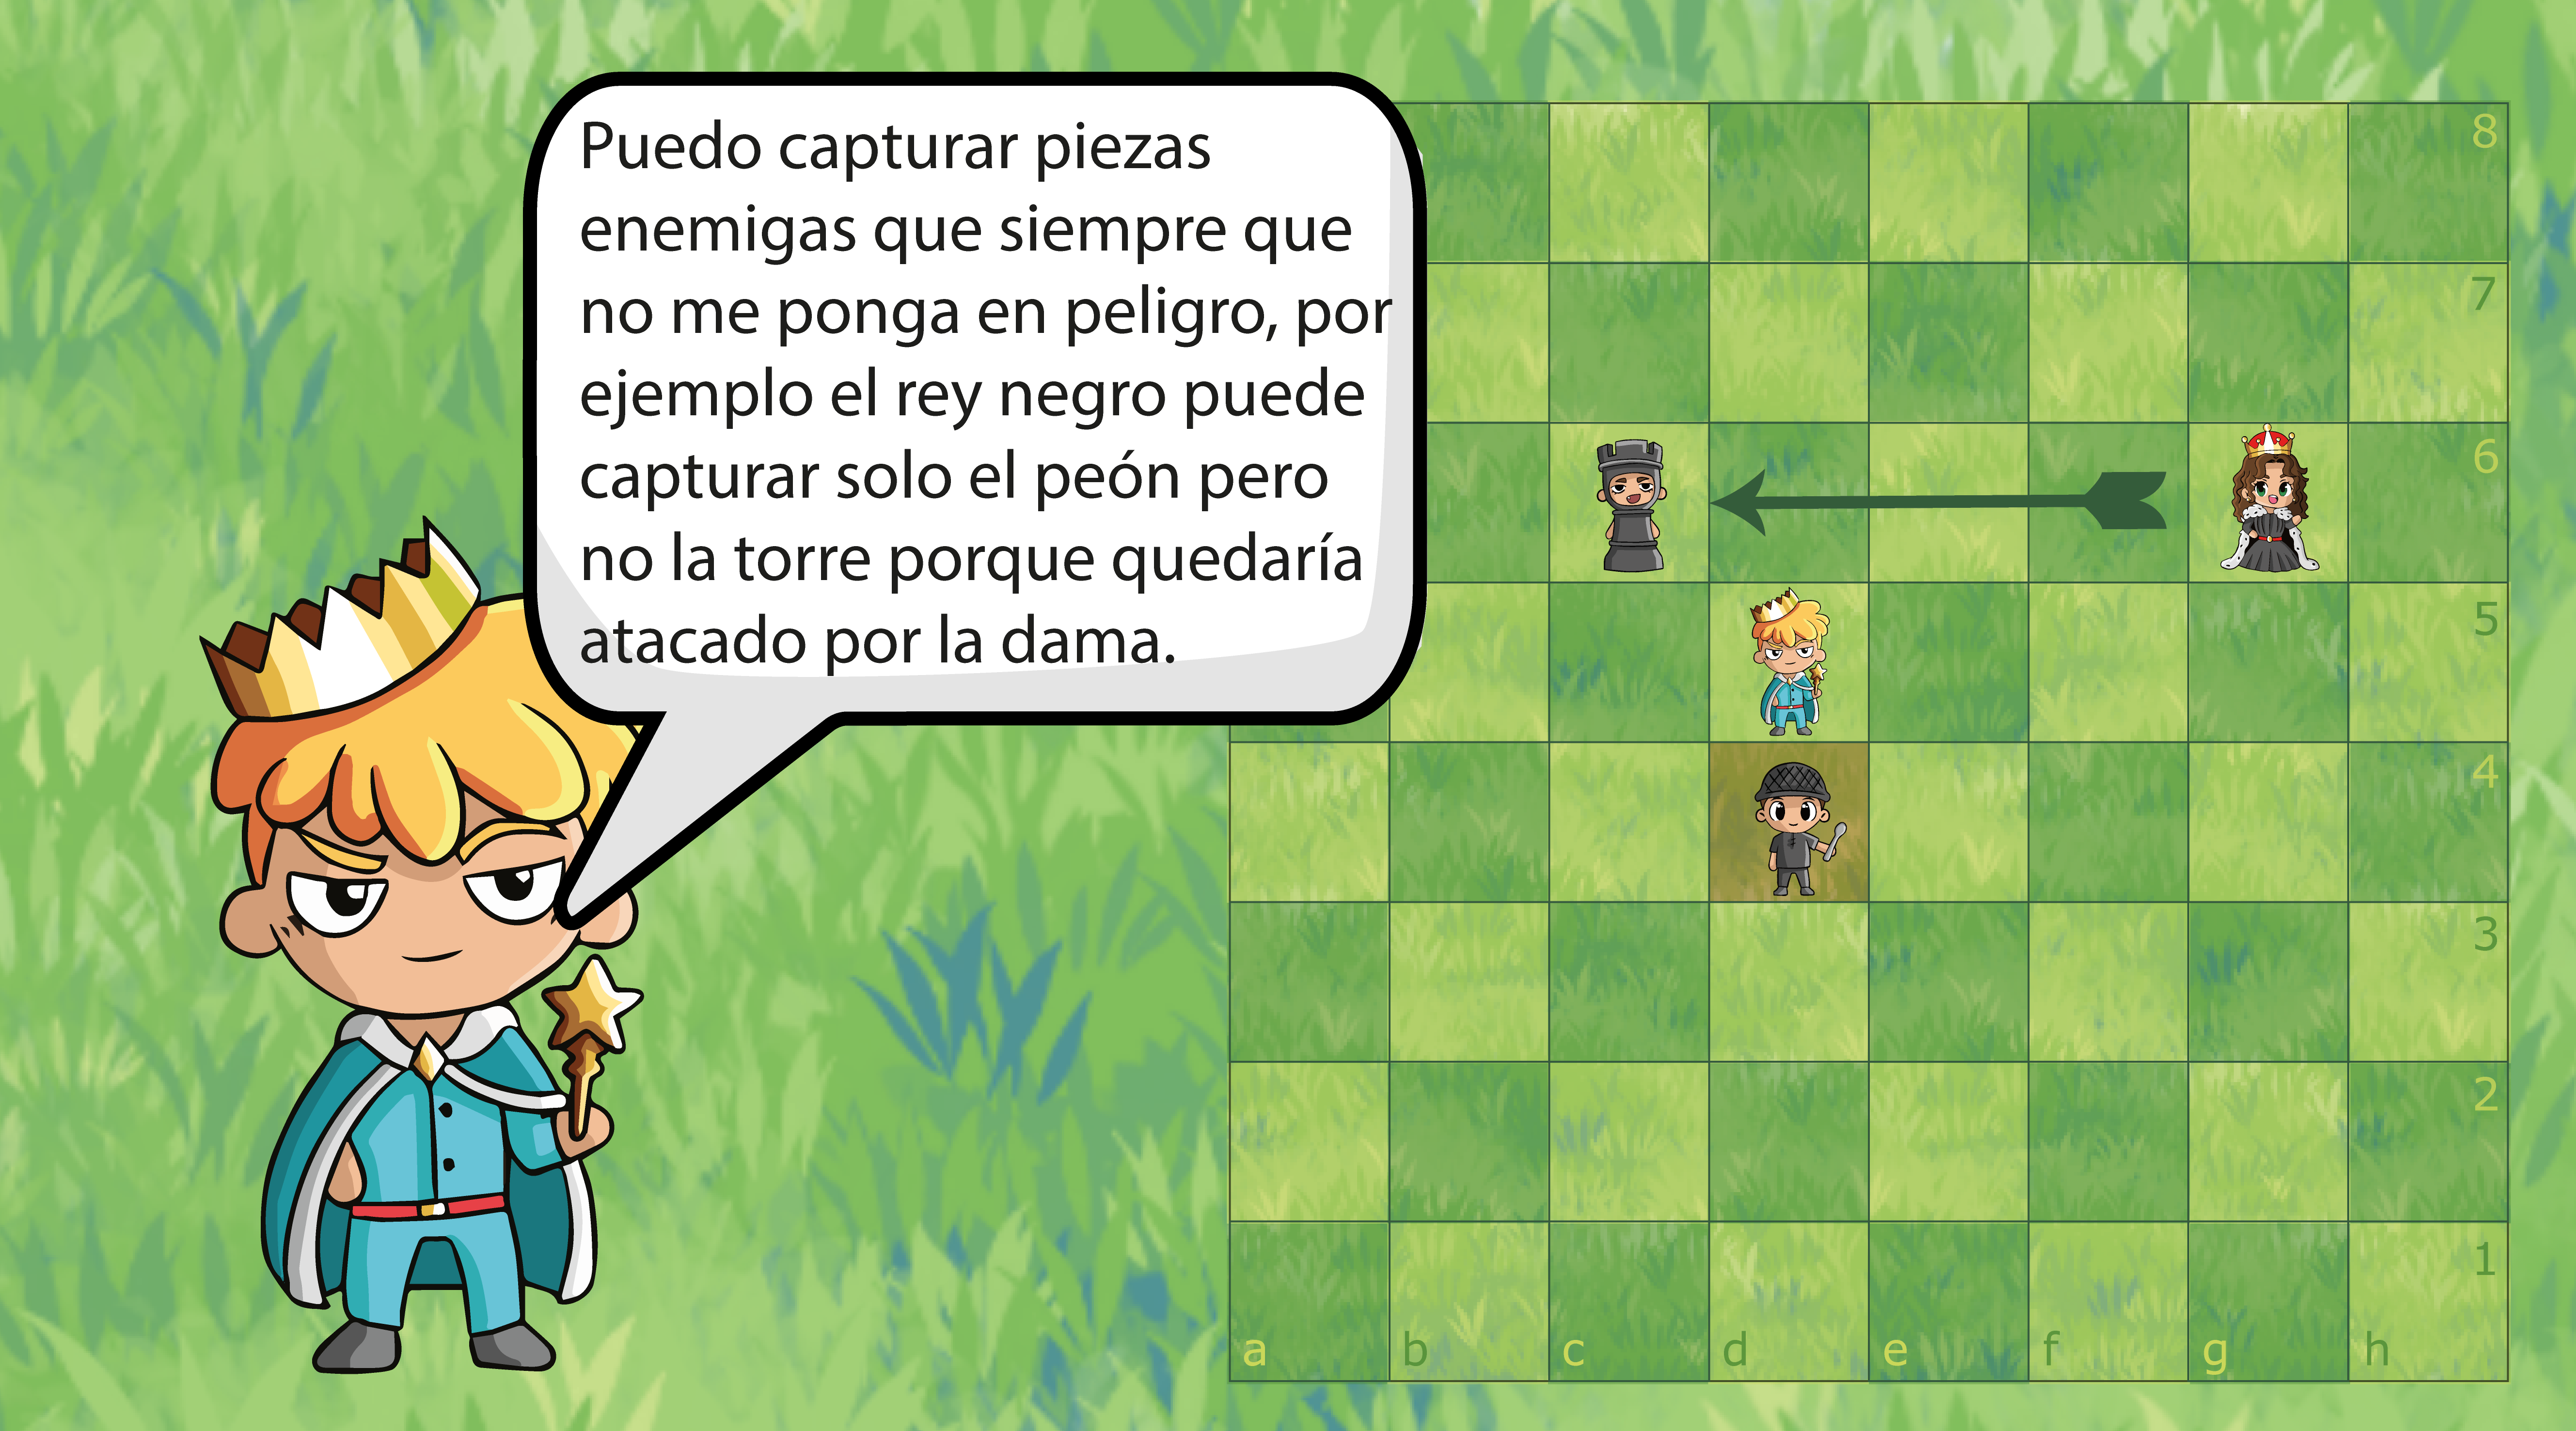 Puedo capturar piezas
enemigas que siempre que
no me ponga en peligro, por
ejemplo el rey negro puede
capturar solo el peón pero
no la torre porque quedaría
atacado por la dama.
8
7
6
5
4
3
2
1
a b c d e f g h